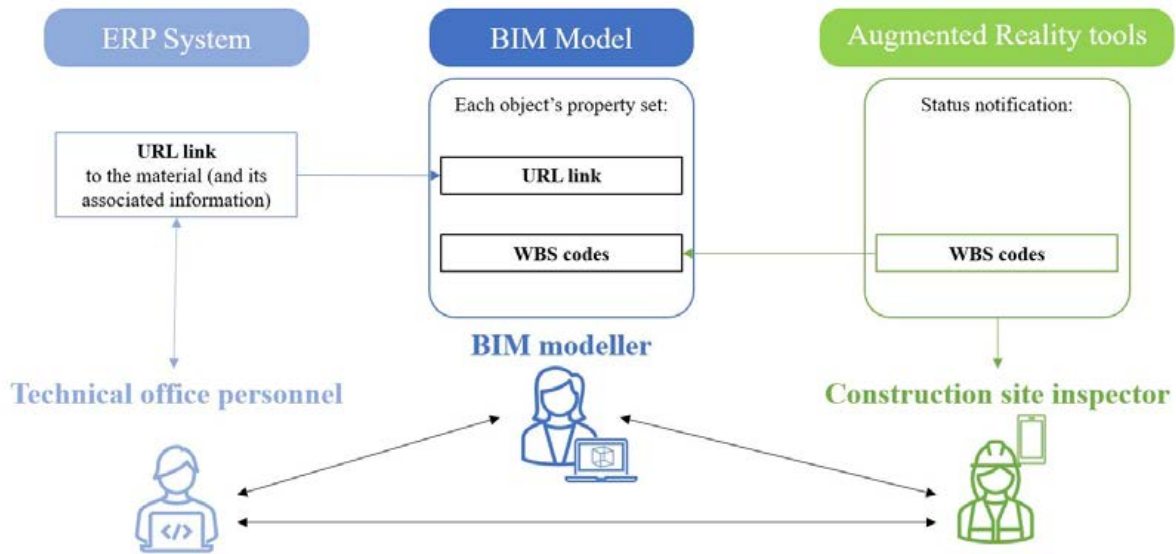 ERP System
BIM Model
Augmented Reality tools
Each object's property set:
Status notification:
URL link
to the material (and its
associated information)
URL link
WBS codes
WBS codes
BIM modeller
Technical office personnel
Construction site inspector
</>